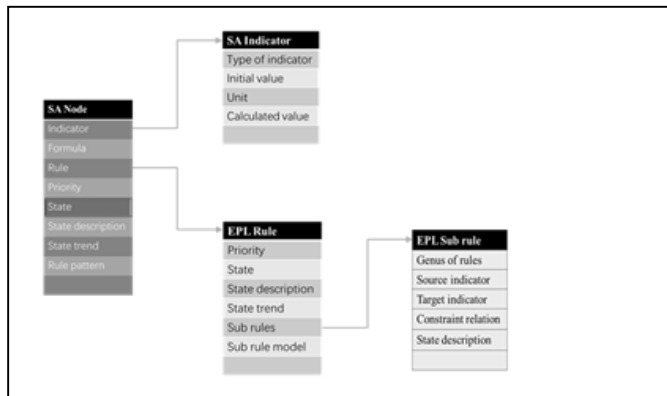 SA Indicator
Type of indicator
Initial value
Unit
Calculated value
SA Node
Indicator
Formula
Rule
Priority
State
State description
State trend
Rule pattern
EPL Rule
Priority
State
State description
State trend
Sub rules
Sub rule model
EPL Sub rule
Genus of rules
Source indicator
Target indicator
Constraint relation
State description